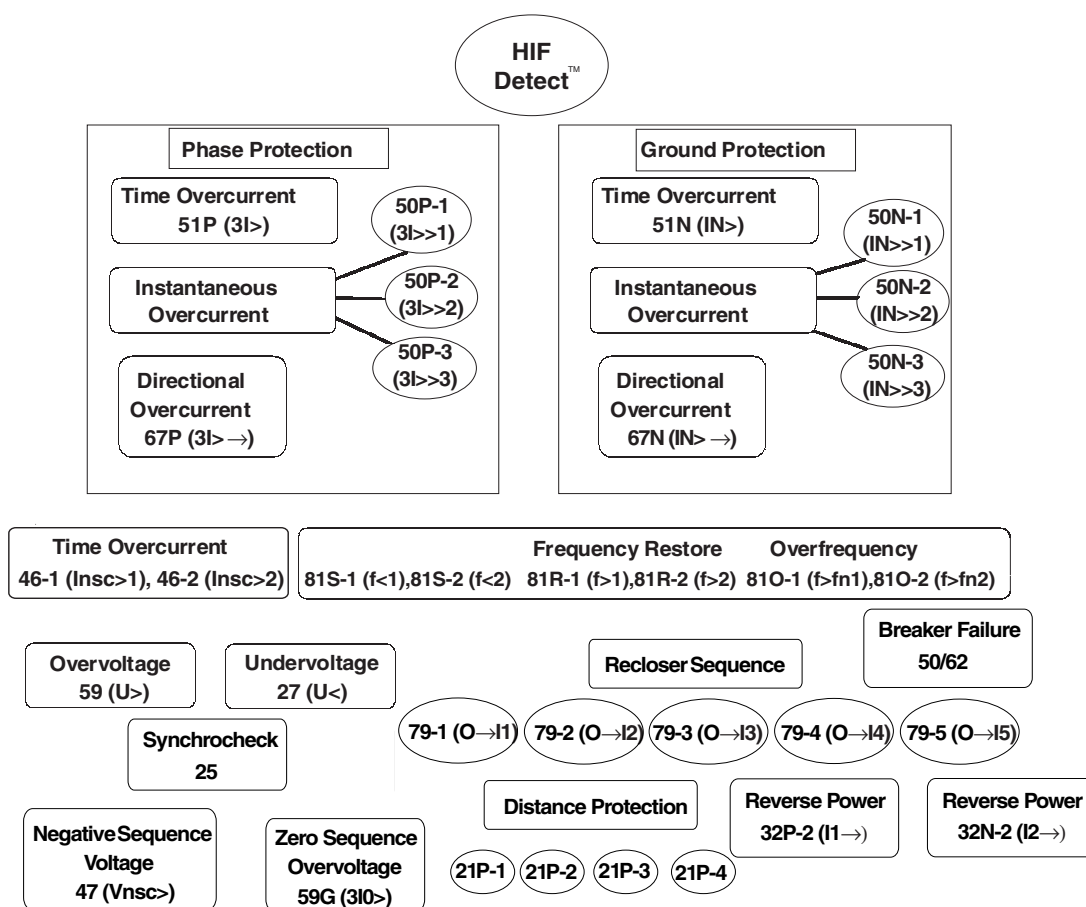 HIF
Detect™
Phase Protection
Time Overcurrent
51P (3I>)
50P-1
(3I>>1)
Instantaneous
Overcurrent
50P-2
(3I>>2)
50P-3
(3I>>3)
Directional
Overcurrent
67P (3I>→)
Ground Protection
Time Overcurrent
51N (IN>)
50N-1
(IN>>1)
Instantaneous
Overcurrent
50N-2
(IN>>2)
50N-3
(IN>>3)
Directional
Overcurrent
67N (IN>→)
Time Overcurrent
46-1 (Insc>1), 46-2 (Insc>2)
Frequency Restore Overfrequency
81S-1 (f<1),81S-2 (f<2) 81R-1 (f>1),81R-2 (f>2) 81O-1 (f>fn1),81O-2 (f>fn2)
Breaker Failure
50/62
Overvoltage
59 (U>)
Undervoltage
27 (U<)
Recloser Sequence
Synchrocheck
25
79-1 (O→I1)
79-2 (O→I2)
79-3 (O→I3)
79-4 (O→I4)
79-5 (O→I5)
Distance Protection
Reverse Power
32P-2 (I1→)
Reverse Power
32N-2 (I2→)
Negative Sequence
Voltage
47 (Vnsc>)
Zero Sequence
Overvoltage
59G (3I0>)
21P-1
21P-2
21P-3
21P-4